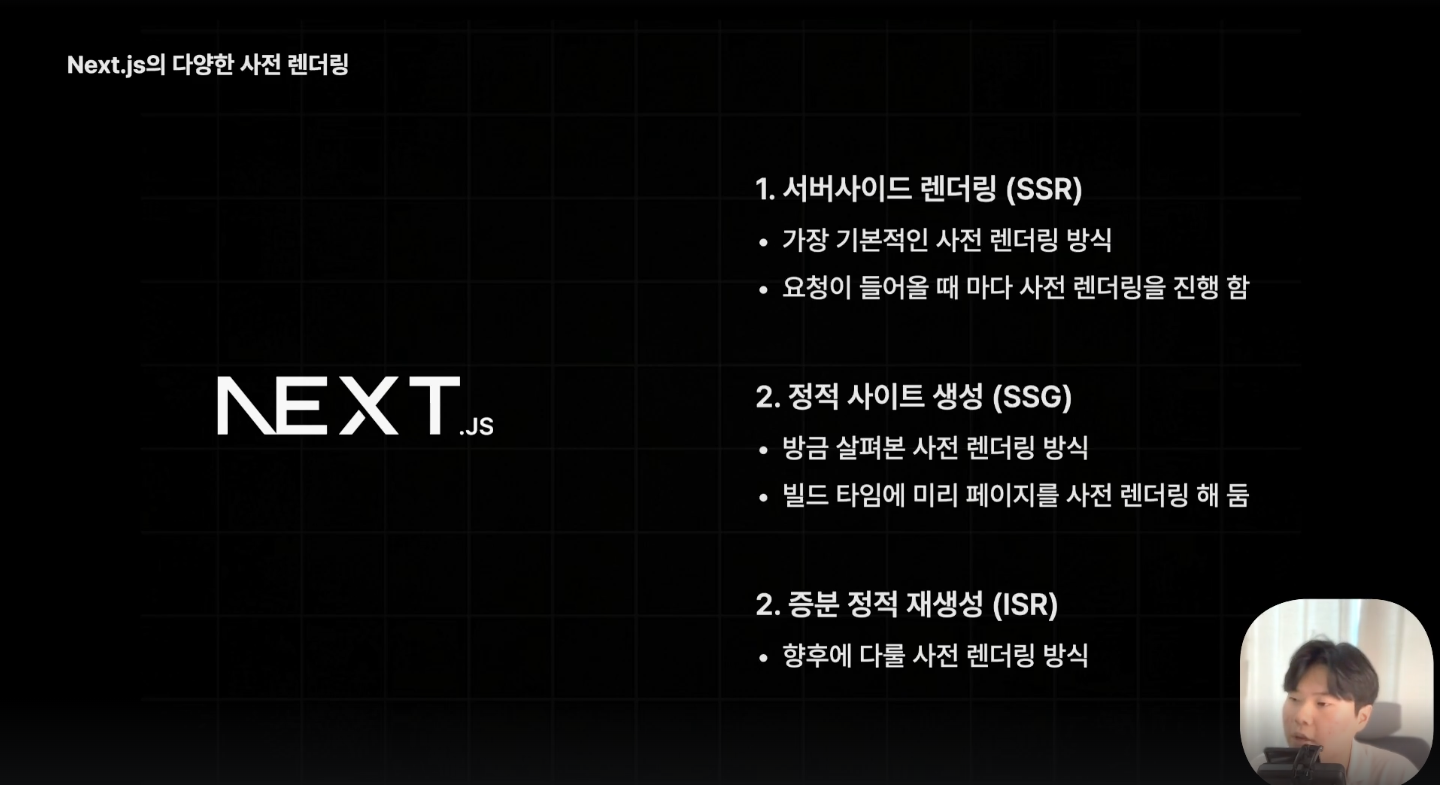 Next.js의 다양한 사전 렌더링
NEXT.JS
1. 서버사이드 렌더링 (SSR)
• 가장 기본적인 사전 렌더링 방식
• 요청이 들어올 때 마다 사전 렌더링을 진행 함
2. 정적 사이트 생성 (SSG)
• 방금 살펴본 사전 렌더링 방식
• 빌드 타임에 미리 페이지를 사전 렌더링 해 둠
2. 증분 정적 재생성 (ISR)
• 향후에 다룰 사전 렌더링 방식